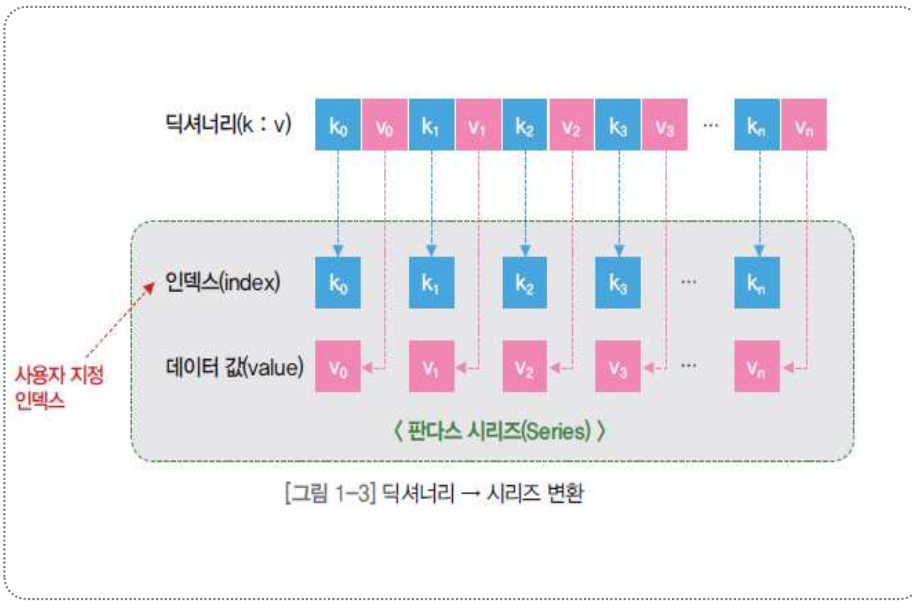 딕셔너리(k : v) k₀ v₀ k₁ v₁ k₂ v₂ k₃ v₃ ··· kₙ vₙ
인덱스(index) k₀ k₁ k₂ k₃ ··· kₙ
데이터 값(value) v₀ v₁ v₂ v₃ ··· vₙ
사용자 지정
인덱스
< 판다스 시리즈(Series) >
[그림 1-3] 딕셔너리 → 시리즈 변환